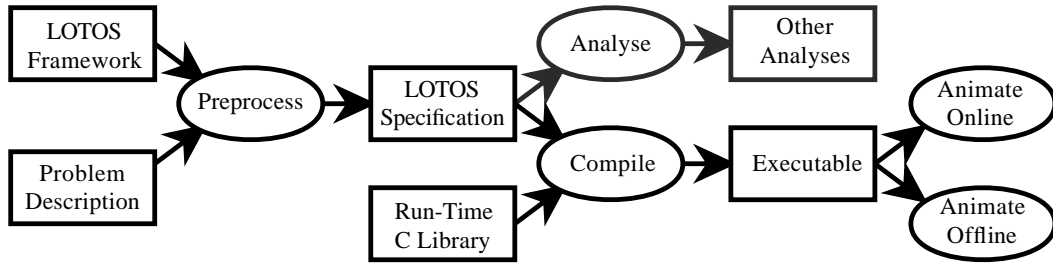 LOTOS
Framework
Problem
Description
Preprocess
LOTOS
Specification
Run-Time
C Library
Analyse
Compile
Other
Analyses
Executable
Animate
Online
Animate
Offline